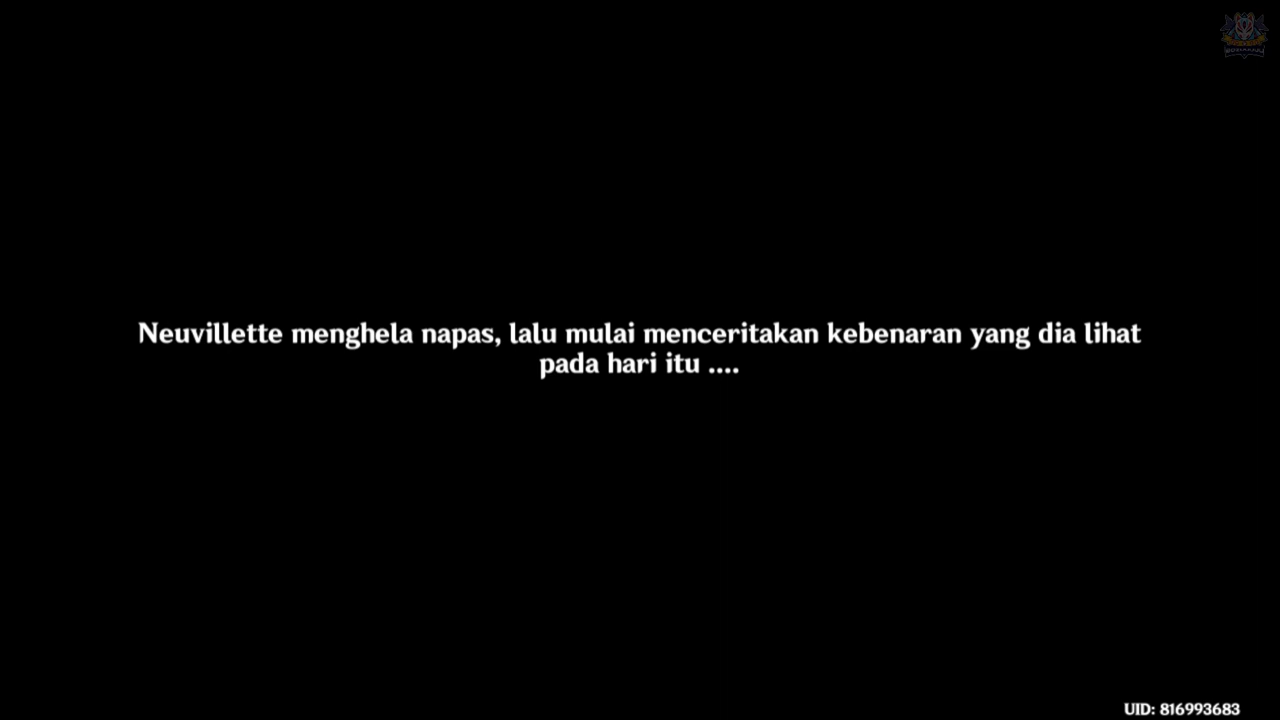 Neuvillette menghela napas, lalu mulai menceritakan kebenaran yang dia lihat
pada hari itu ....
UID: 816993683